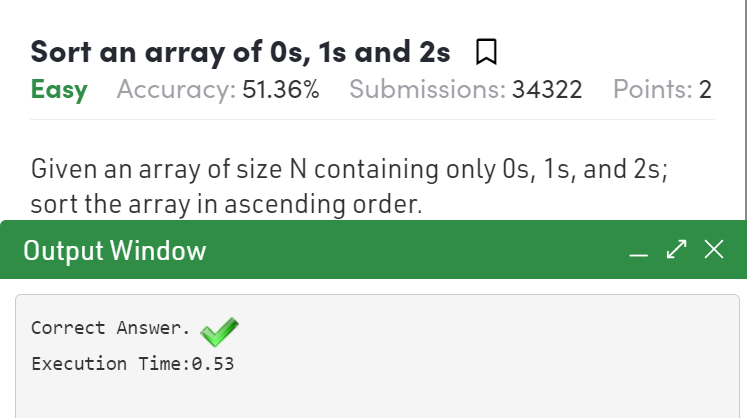 Sort an array of 0s, 1s and 2s
Easy Accuracy: 51.36% Submissions: 34322 Points: 2
Given an array of size N containing only 0s, 1s, and 2s;
sort the array in ascending order.
Output Window
Correct Answer.
Execution Time:0.53